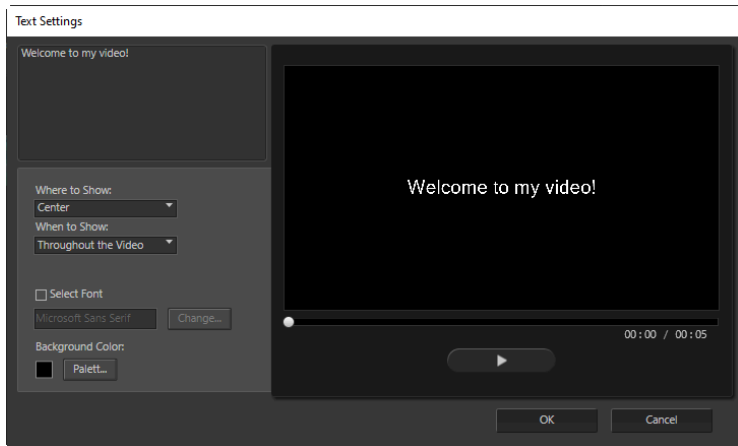 Text Settings
Welcome to my video!
Welcome to my video!
Where to Show:
Center
When to Show:
Throughout the Video
Select Font
Microsoft Sans Serif
Change...
Background Color:
Palett...
00:00 / 00:05
OK
Cancel